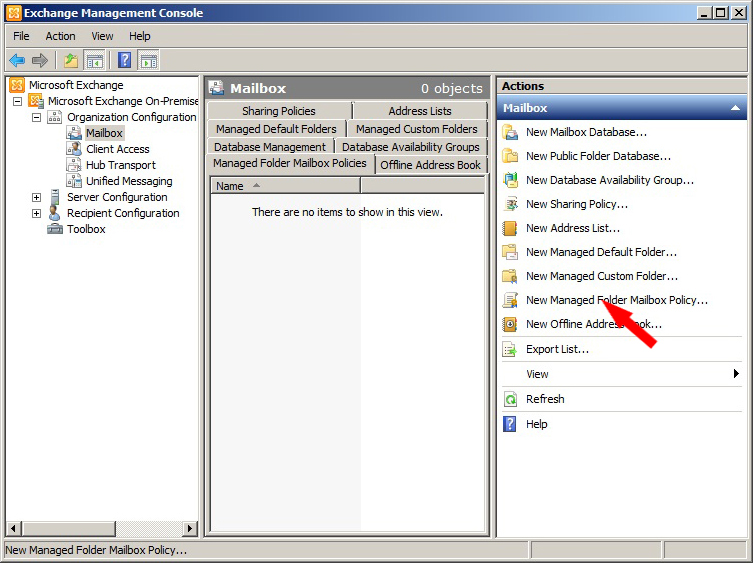 Exchange Management Console
File Action View Help
Microsoft Exchange
Microsoft Exchange On-Premise
Organization Configuration
Mailbox
Client Access
Hub Transport
Unified Messaging
Server Configuration
Recipient Configuration
Toolbox
Mailbox 0 objects
Sharing Policies Address Lists
Managed Default Folders Managed Custom Folders
Database Management Database Availability Groups
Managed Folder Mailbox Policies Offline Address Book
Name
There are no items to show in this view.
Actions
Mailbox
New Mailbox Database...
New Public Folder Database...
New Database Availability Group...
New Sharing Policy...
New Address List...
New Managed Default Folder...
New Managed Custom Folder...
New Managed Folder Mailbox Policy...
New Offline Address Book...
Export List...
View
Refresh
Help
New Managed Folder Mailbox Policy...